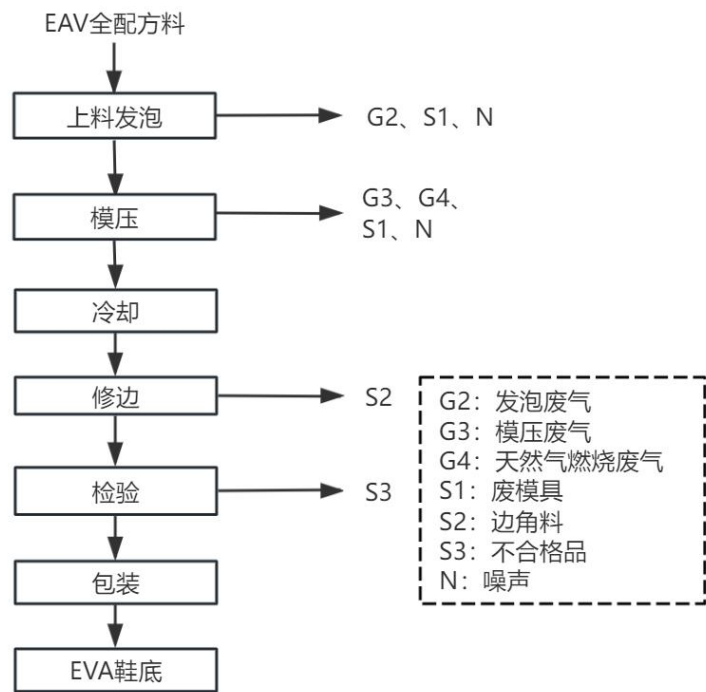 EAV全配方料
上料发泡
G2、S1、N
模压
G3、G4、
S1、N
冷却
修边
S2
检验
S3
包装
EVA鞋底
G2：发泡废气
G3：模压废气
G4：天然气燃烧废气
S1：废模具
S2：边角料
S3：不合格品
N：噪声